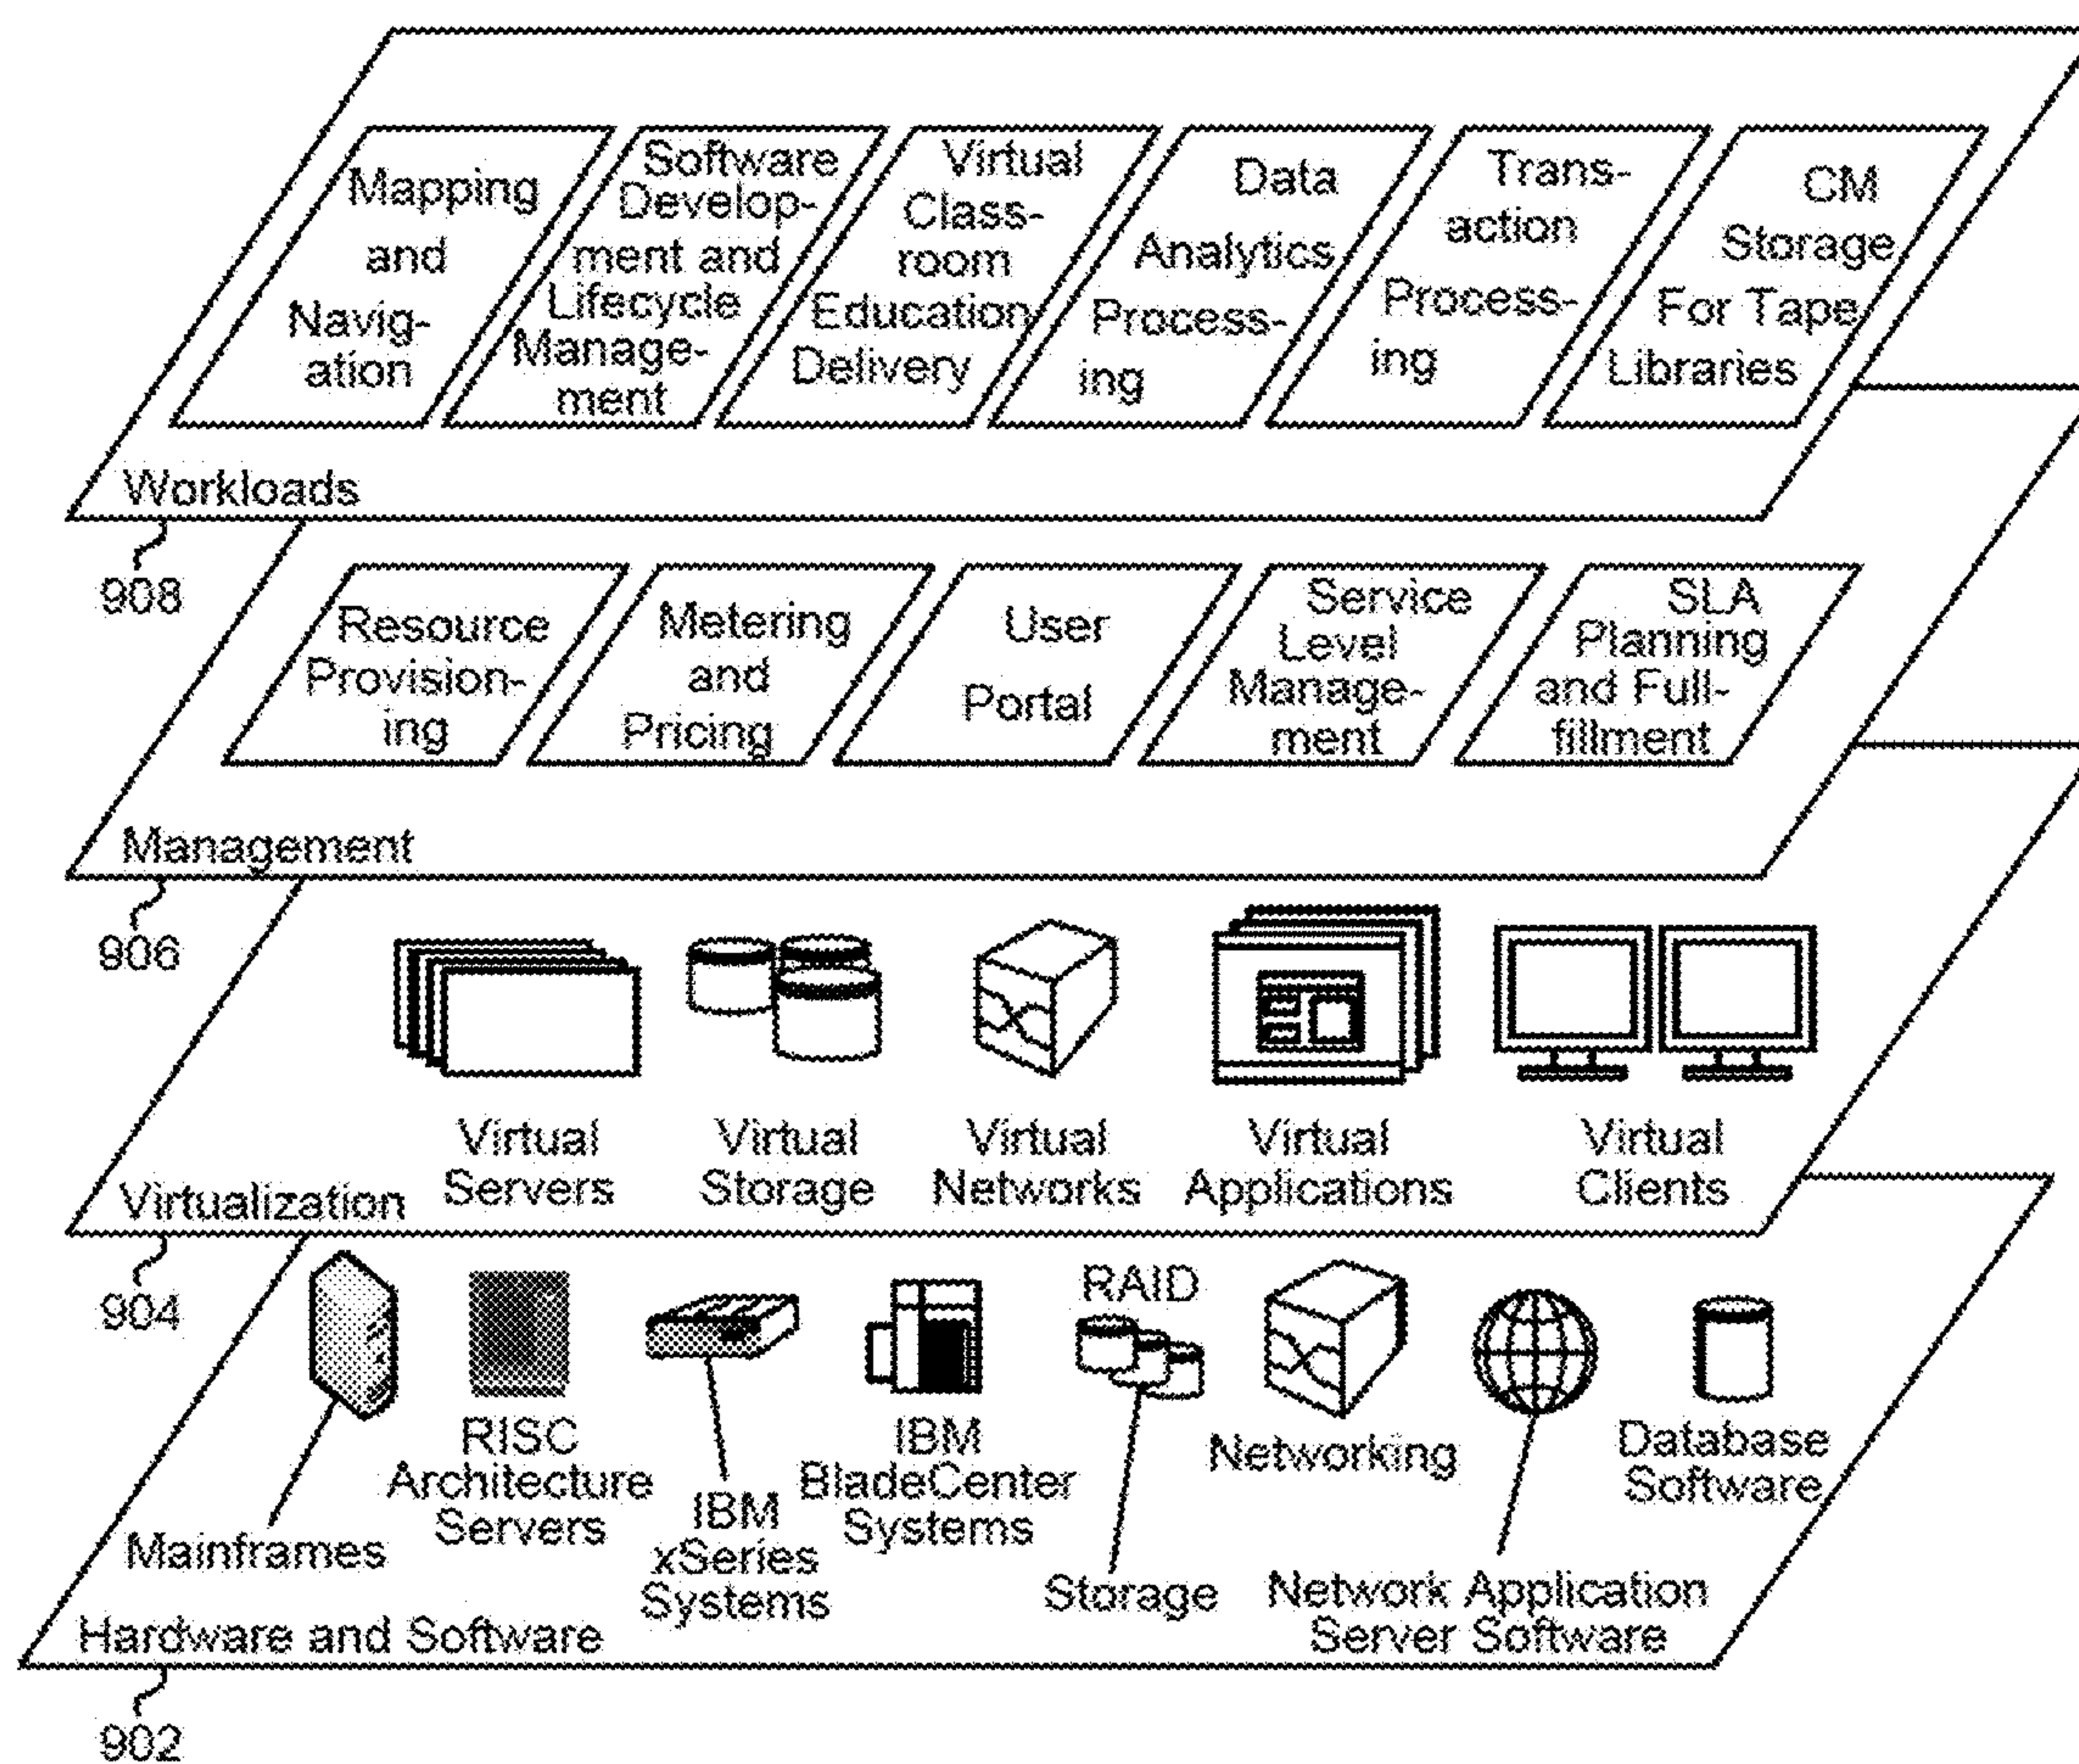 Mapping
and
Navig-
ation
Software
Develop-
ment and
Lifecycle
Manage-
ment
Virtual
Class-
room
Education
Delivery
Data
Analytics
Process-
ing
Trans-
action
Process-
ing
CM
Storage
For Tape
Libraries
Workloads
908
Resource
Provision-
ing
Metering
and
Pricing
User
Portal
Service
Level
Manage-
ment
SLA
Planning
and Full-
fillment
Management
906
Virtual
Servers
Virtual
Storage
Virtual
Networks
Virtual
Applications
Virtual
Clients
Virtualization
904
Mainframes
RISC
Architecture
Servers
IBM
xSeries
Systems
IBM
BladeCenter
Systems
RAID
Storage
Networking
Network Application
Server Software
Database
Software
Hardware and Software
902